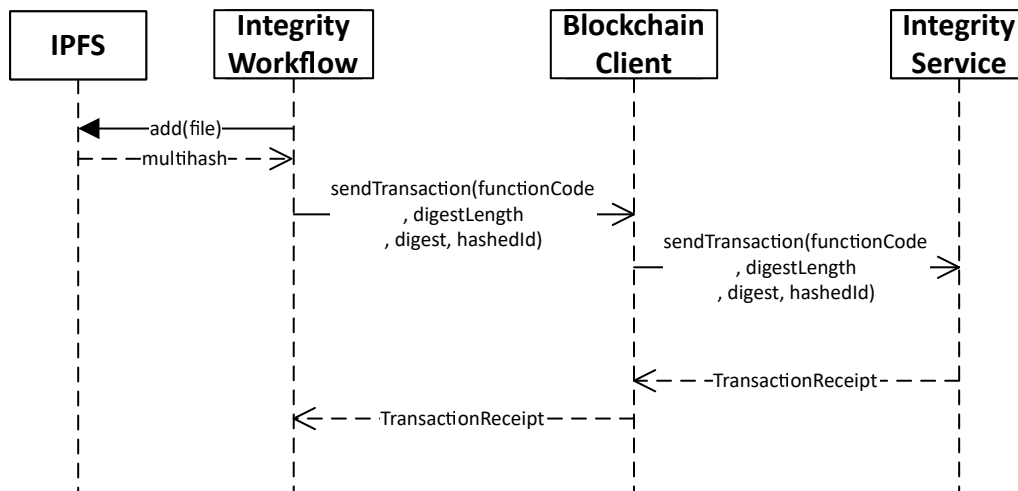 IPFS
Integrity
Workflow
Blockchain
Client
Integrity
Service
add(file)
multihash
sendTransaction(functionCode
, digestLength
, digest, hashedId)
sendTransaction(functionCode
, digestLength
, digest, hashedId)
TransactionReceipt
TransactionReceipt